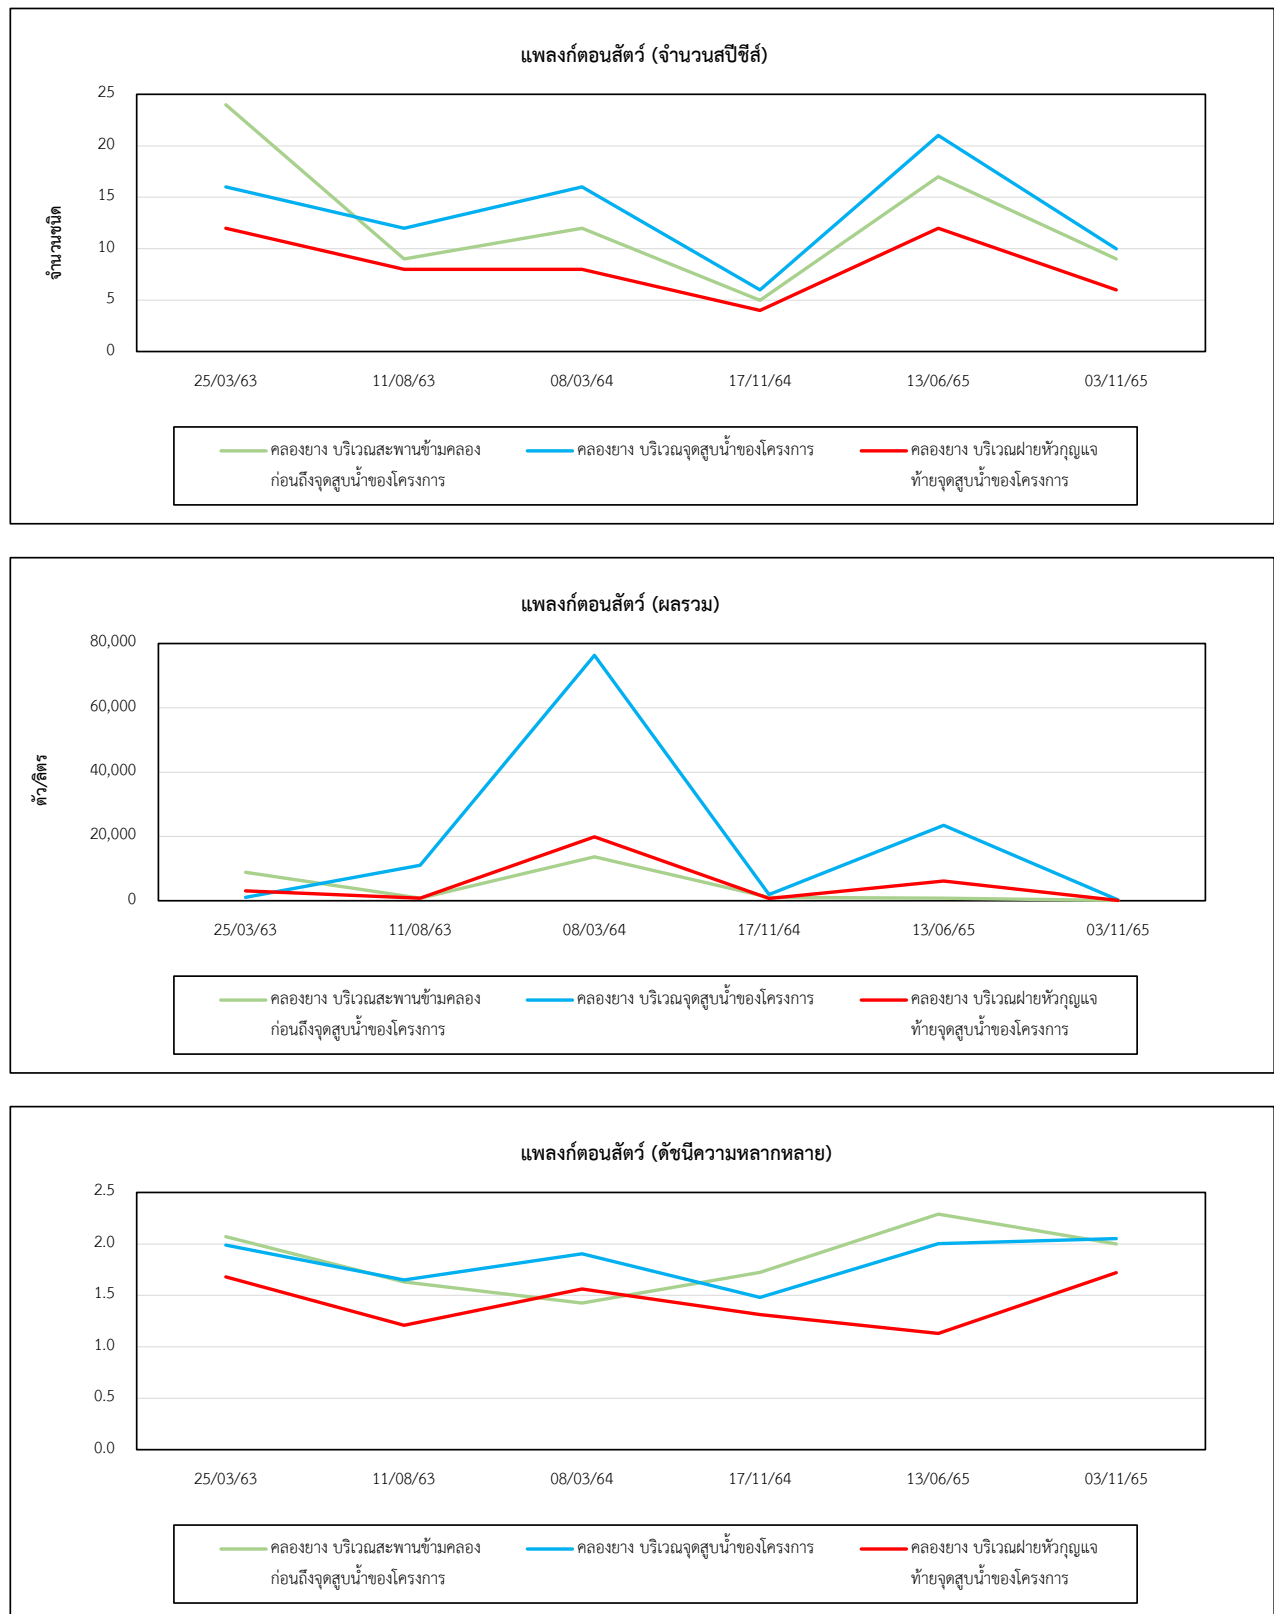 แพลงก์ตอนสัตว์ (จำนวนสปีชีส์)
25
20
15
10
5
0
จำนวนชนิด
25/03/63 11/08/63 08/03/64 17/11/64 13/06/65 03/11/65
คลองยาง บริเวณสะพานข้ามคลอง คลองยาง บริเวณจุดสูบน้ำของโครงการ คลองยาง บริเวณฝายหัวกุญแจ
ก่อนถึงจุดสูบน้ำของโครงการ ท้ายจุดสูบน้ำของโครงการ
แพลงก์ตอนสัตว์ (ผลรวม)
80,000
60,000
40,000
20,000
0
ตัว/ลิตร
25/03/63 11/08/63 08/03/64 17/11/64 13/06/65 03/11/65
คลองยาง บริเวณสะพานข้ามคลอง คลองยาง บริเวณจุดสูบน้ำของโครงการ คลองยาง บริเวณฝายหัวกุญแจ
ก่อนถึงจุดสูบน้ำของโครงการ ท้ายจุดสูบน้ำของโครงการ
แพลงก์ตอนสัตว์ (ดัชนีความหลากหลาย)
2.5
2.0
1.5
1.0
0.5
0.0
25/03/63 11/08/63 08/03/64 17/11/64 13/06/65 03/11/65
คลองยาง บริเวณสะพานข้ามคลอง คลองยาง บริเวณจุดสูบน้ำของโครงการ คลองยาง บริเวณฝายหัวกุญแจ
ก่อนถึงจุดสูบน้ำของโครงการ ท้ายจุดสูบน้ำของโครงการ